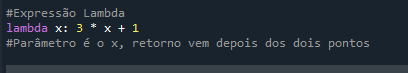 #Expressão Lambda
lambda x: 3 * x + 1
#Parâmetro é o x, retorno vem depois dos dois pontos